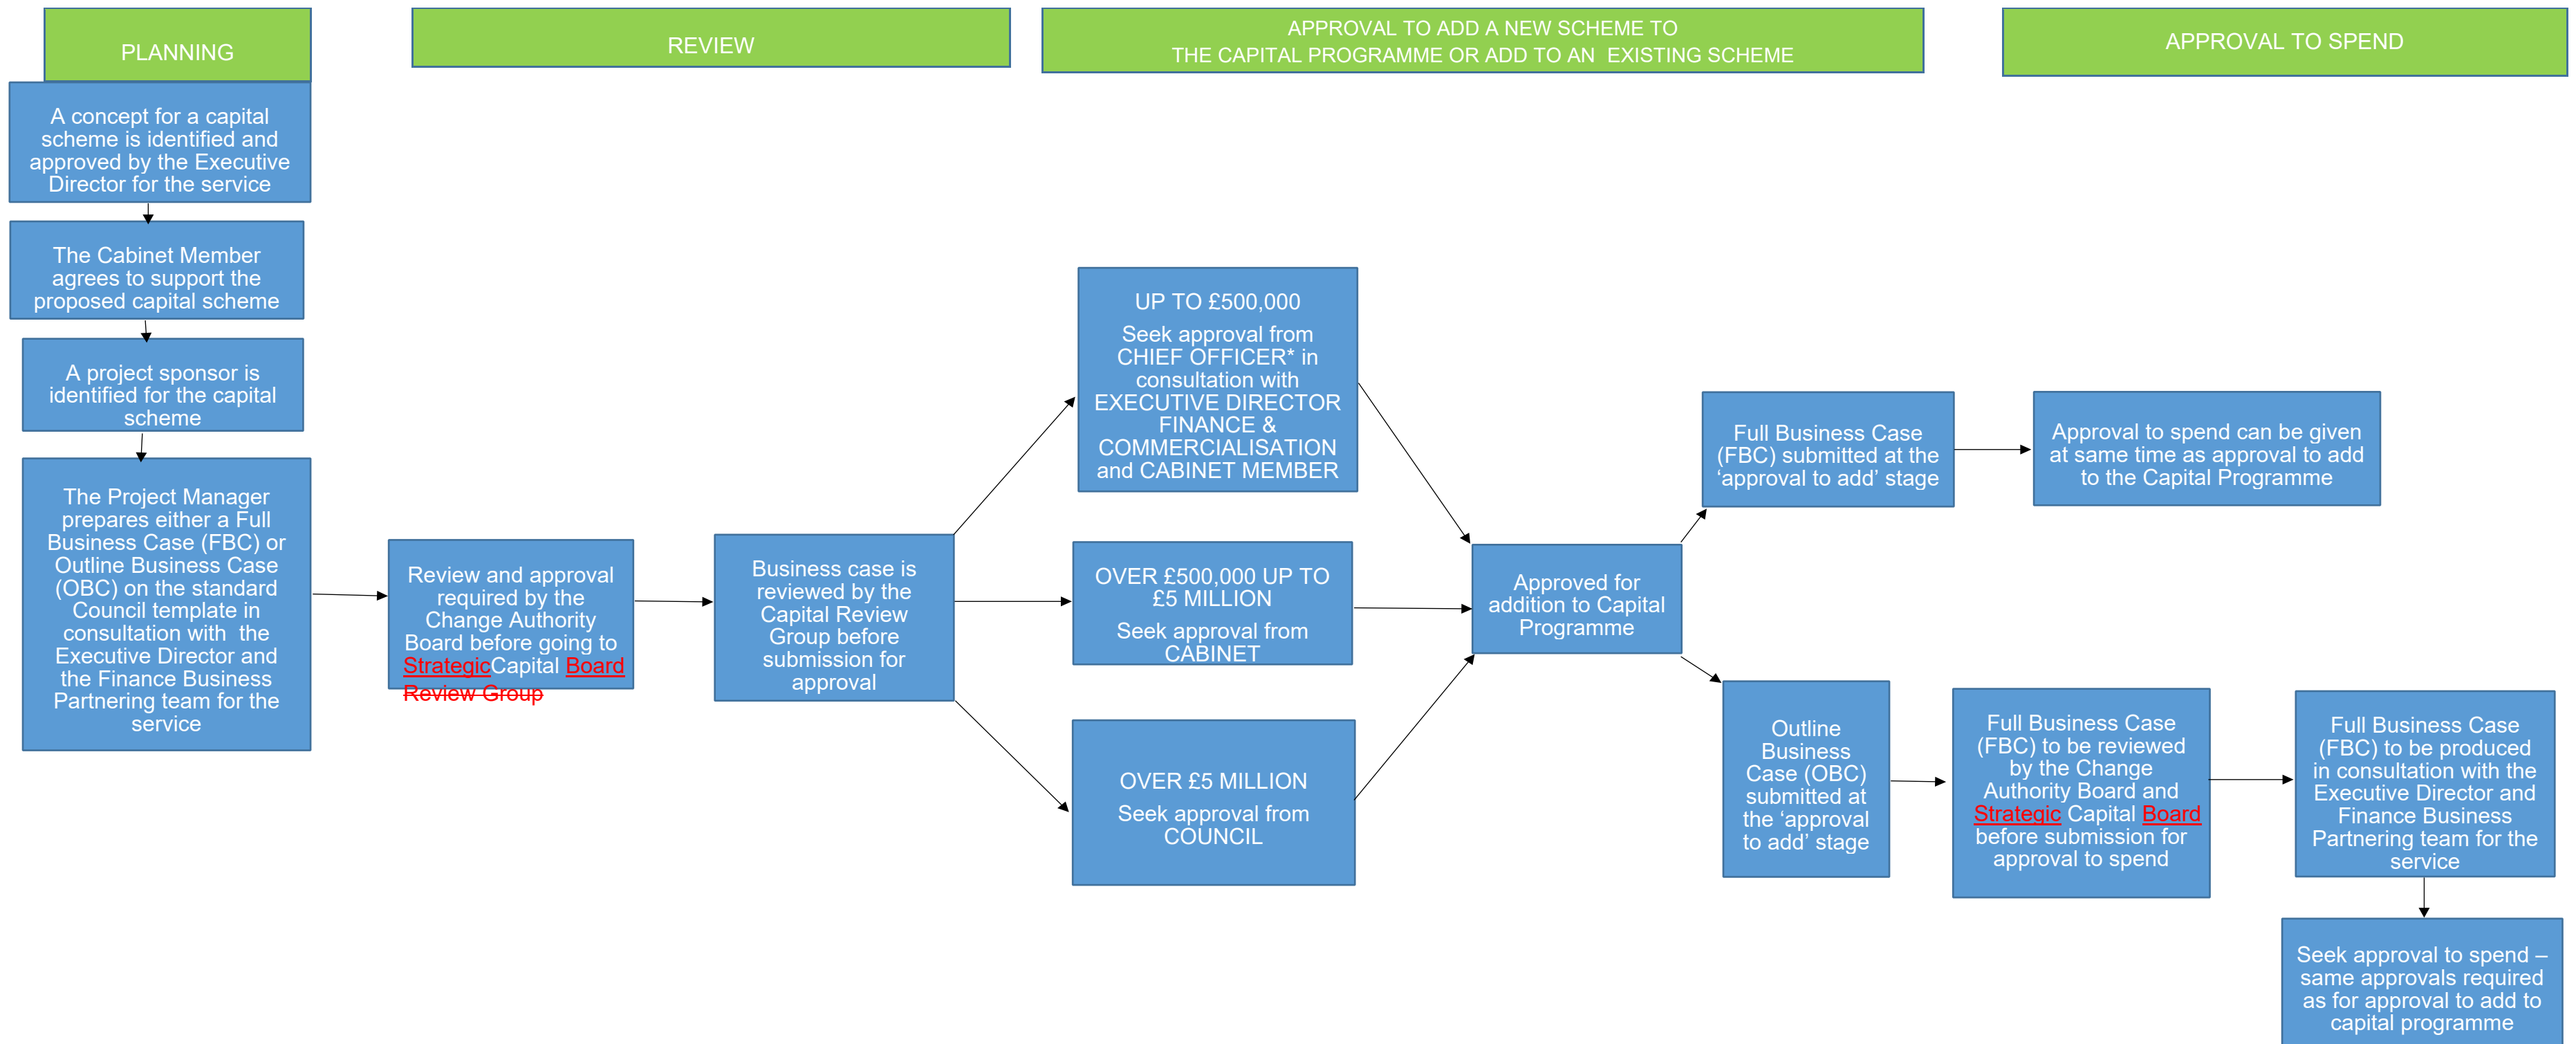 PLANNING
REVIEW
APPROVAL TO ADD A NEW SCHEME TO
THE CAPITAL PROGRAMME OR ADD TO AN EXISTING SCHEME
APPROVAL TO SPEND
A concept for a capital
scheme is identified and
approved by the Executive
Director for the service
The Cabinet Member
agrees to support the
proposed capital scheme
A project sponsor is
identified for the capital
scheme
The Project Manager
prepares either a Full
Business Case (FBC) or
Outline Business Case
(OBC) on the standard
Council template in
consultation with the
Executive Director and
the Finance Business
Partnering team for the
service
Review and approval
required by the
Change Authority
Board before going to
StrategicCapital Board
Review Group
Business case is
reviewed by the
Capital Review
Group before
submission for
approval
UP TO £500,000
Seek approval from
CHIEF OFFICER* in
consultation with
EXECUTIVE DIRECTOR
FINANCE &
COMMERCIALISATION
and CABINET MEMBER
OVER £500,000 UP TO
£5 MILLION
Seek approval from
CABINET
OVER £5 MILLION
Seek approval from
COUNCIL
Approved for
addition to Capital
Programme
Full Business Case
(FBC) submitted at the
‘approval to add’ stage
Approval to spend can be given
at same time as approval to add
to the Capital Programme
Outline
Business
Case (OBC)
submitted at
the ‘approval
to add’ stage
Full Business Case
(FBC) to be reviewed
by the Change
Authority Board and
Strategic Capital Board
before submission for
approval to spend
Full Business Case
(FBC) to be produced
in consultation with the
Executive Director and
Finance Business
Partnering team for the
service
Seek approval to spend –
same approvals required
as for approval to add to
capital programme